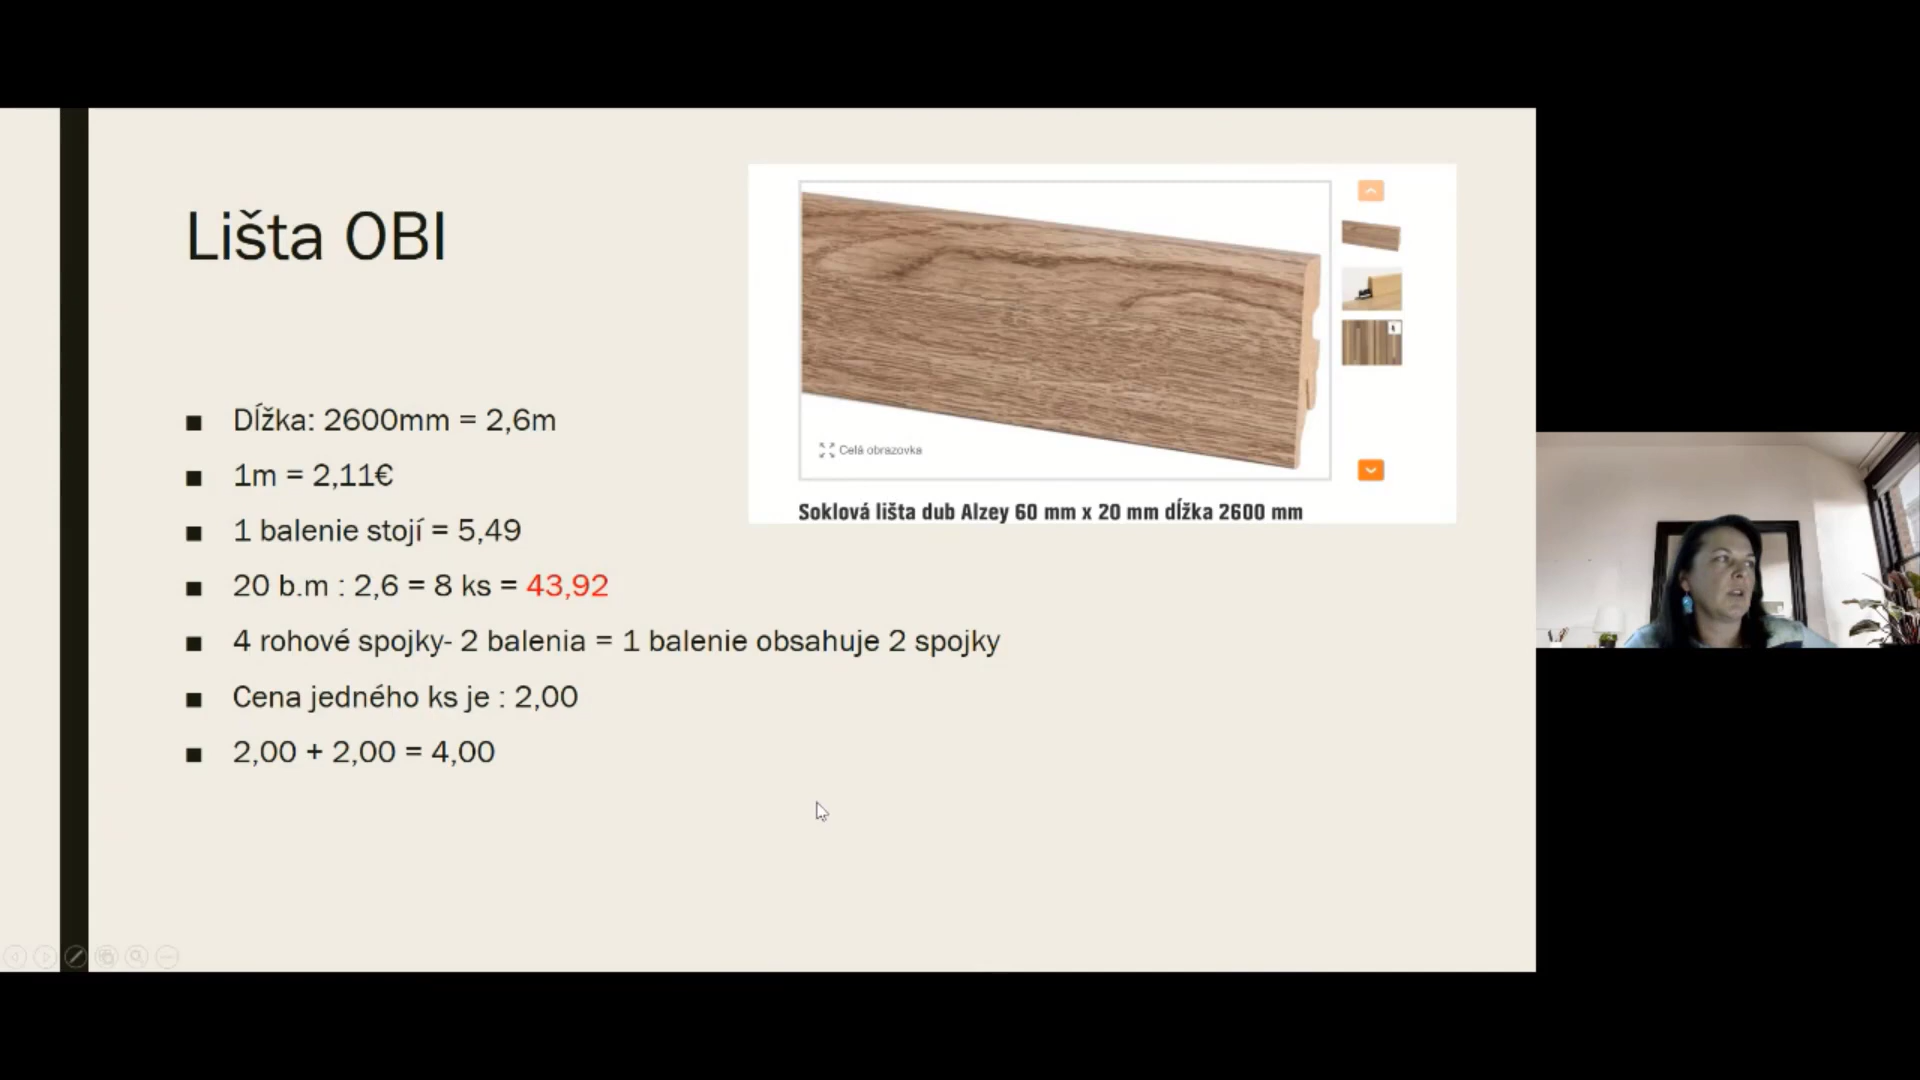 Lišta OBI
Dĺžka: 2600mm = 2,6m
1m = 2,11€
1 balenie stojí = 5,49
20 b.m : 2,6 = 8 ks = 43,92
4 rohové spojky- 2 balenia = 1 balenie obsahuje 2 spojky
Cena jedného ks je : 2,00
2,00 + 2,00 = 4,00
Celá obrazovka
Soklová lišta dub Alzey 60 mm x 20 mm dĺžka 2600 mm